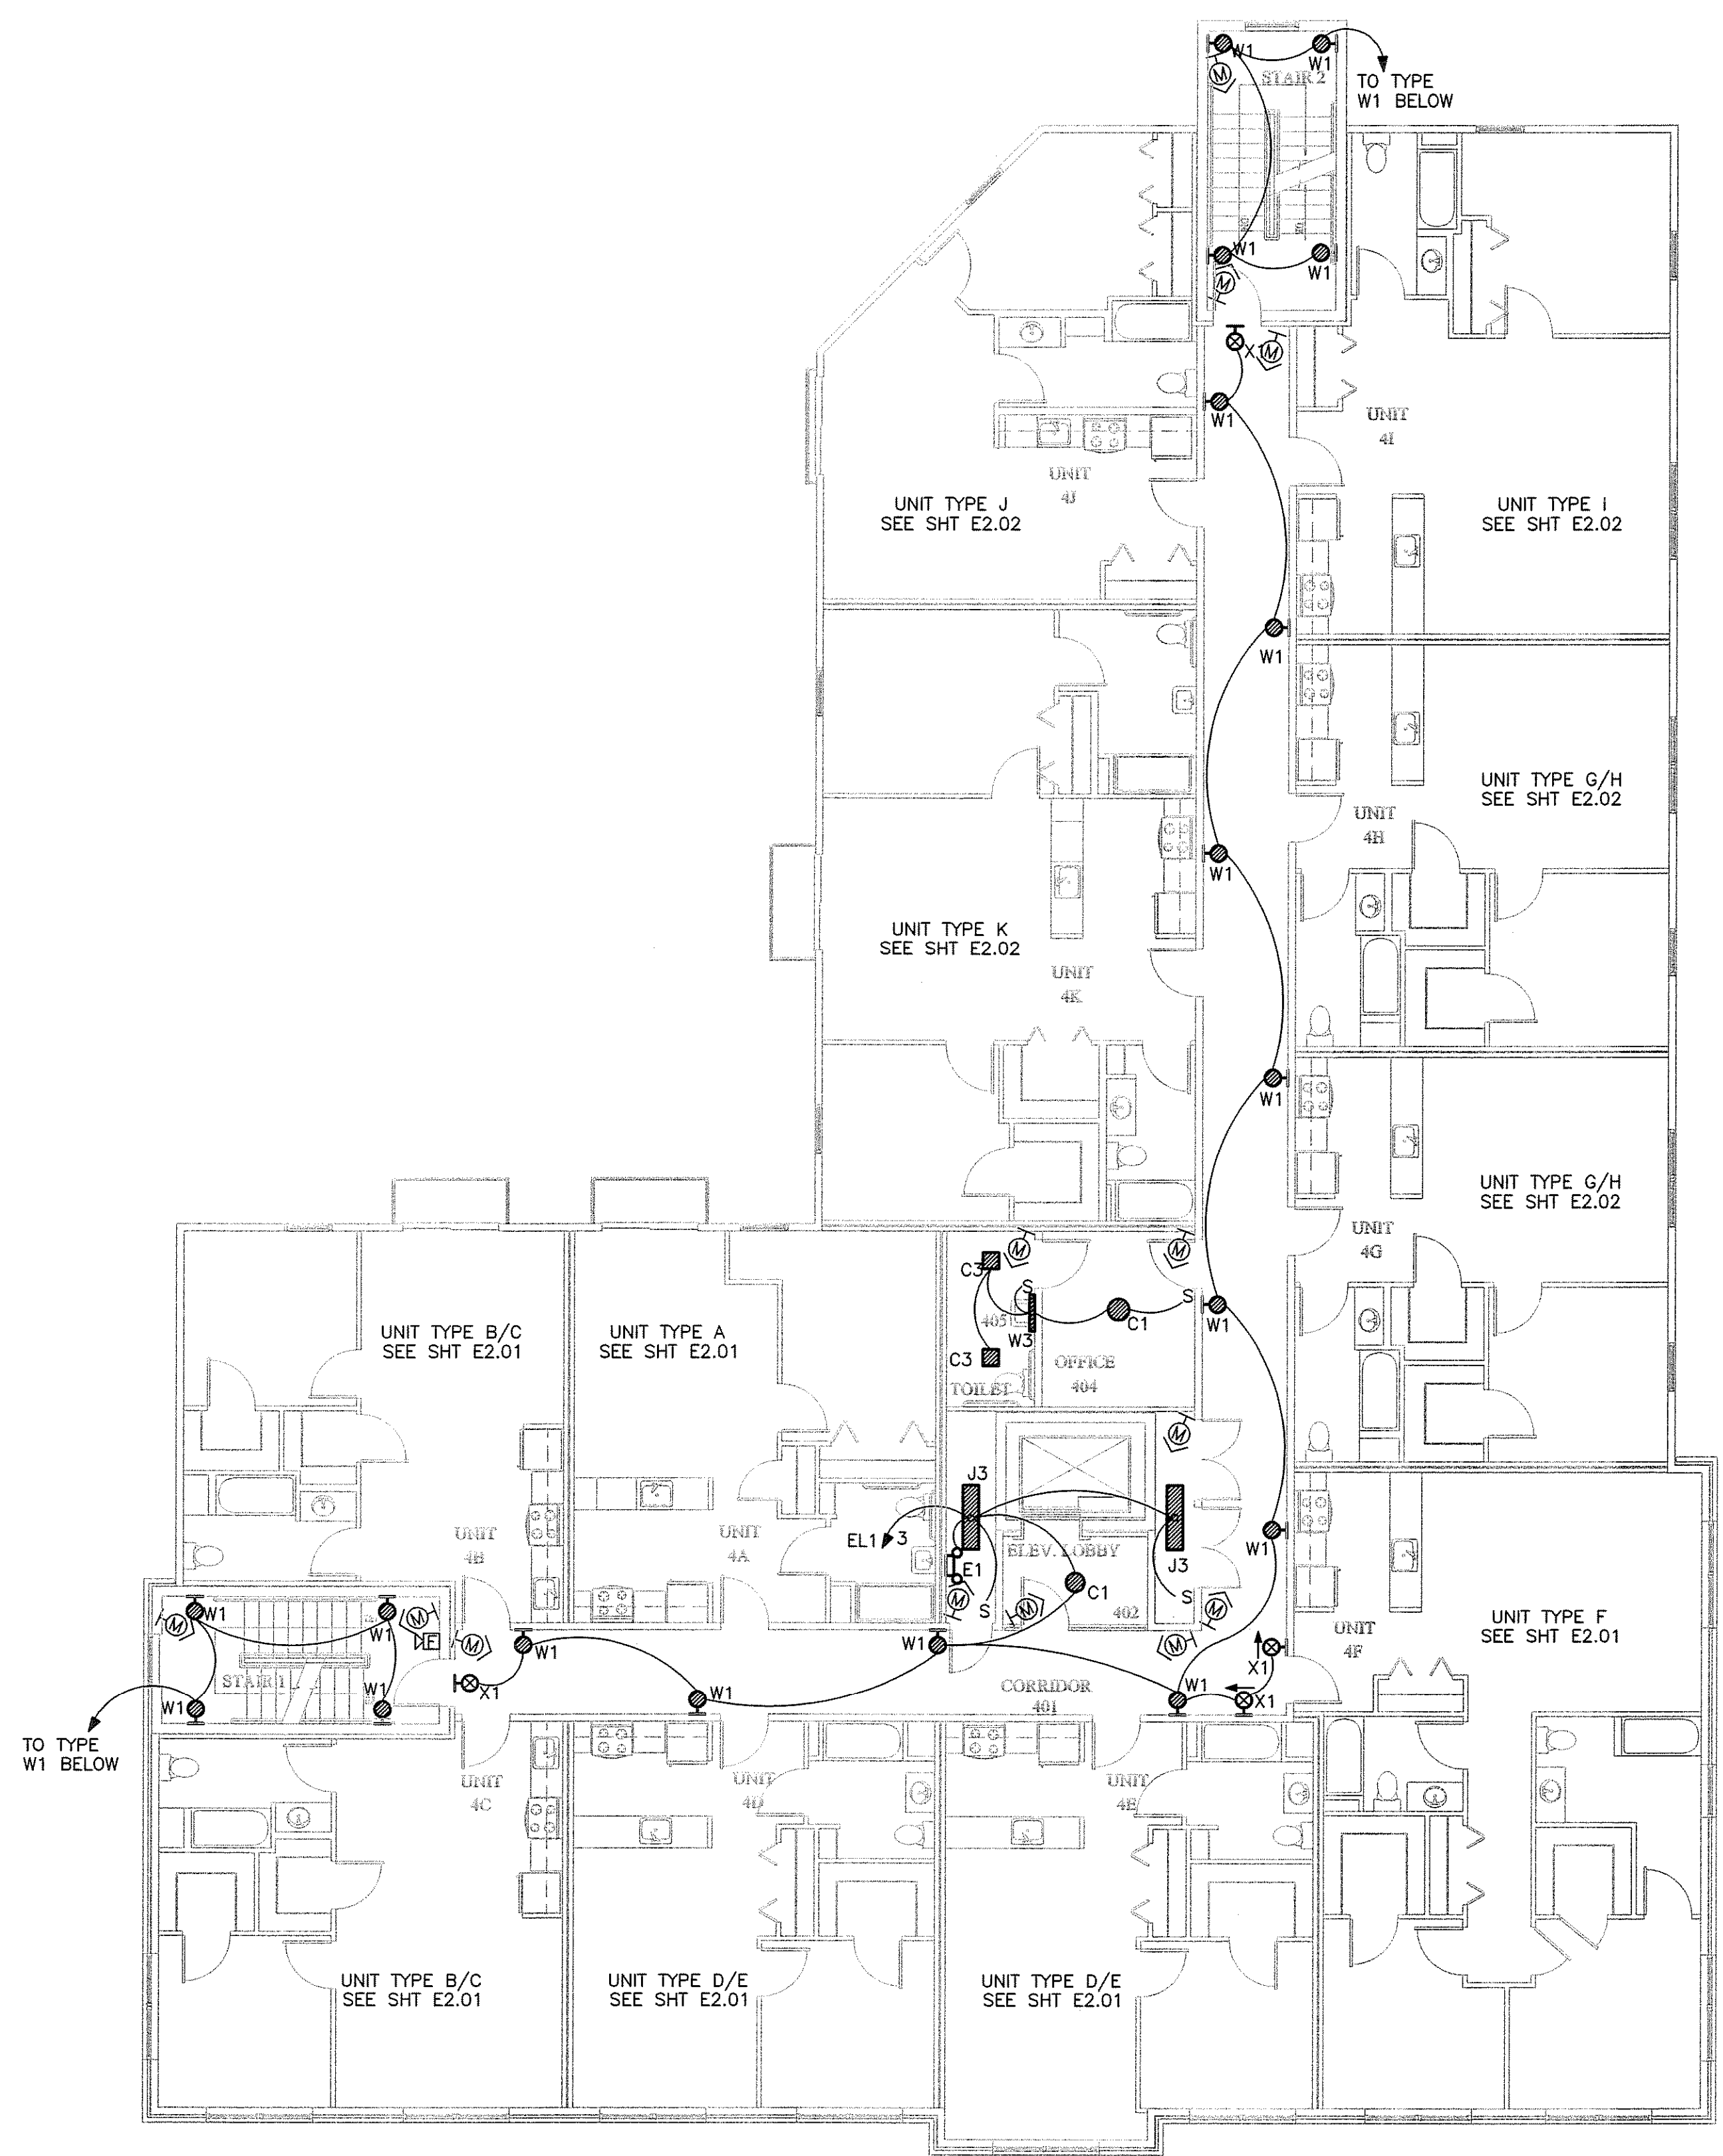 W1
W1
M
STAIR 2
TO TYPE
W1 BELOW
W1
W1
M
X1
M
W1
UNIT
4I
UNIT
4J
UNIT TYPE J
SEE SHT E2.02
UNIT TYPE I
SEE SHT E2.02
W1
UNIT TYPE G/H
SEE SHT E2.02
UNIT
4H
W1
UNIT TYPE K
SEE SHT E2.02
UNIT
4K
W1
UNIT TYPE G/H
SEE SHT E2.02
UNIT
4G
M
M
C3
S
S
405
W3
C1
W1
UNIT TYPE B/C
SEE SHT E2.01
UNIT TYPE A
SEE SHT E2.01
C3
OFFICE
404
TOILET
M
J3
UNIT
4B
UNIT
4A
EL1
3
ELEV. LOBBY
J3
W1
E1
C1
M
S
M
402
S
M
W1
W1
M
M
F
M
W1
W1
M
X1
UNIT
4F
UNIT TYPE F
SEE SHT E2.01
STAIR 1
W1
W1
X1
W1
CORRIDOR
401
W1
X1
TO TYPE
W1 BELOW
UNIT
4C
UNIT
4D
UNIT
4E
UNIT TYPE B/C
SEE SHT E2.01
UNIT TYPE D/E
SEE SHT E2.01
UNIT TYPE D/E
SEE SHT E2.01